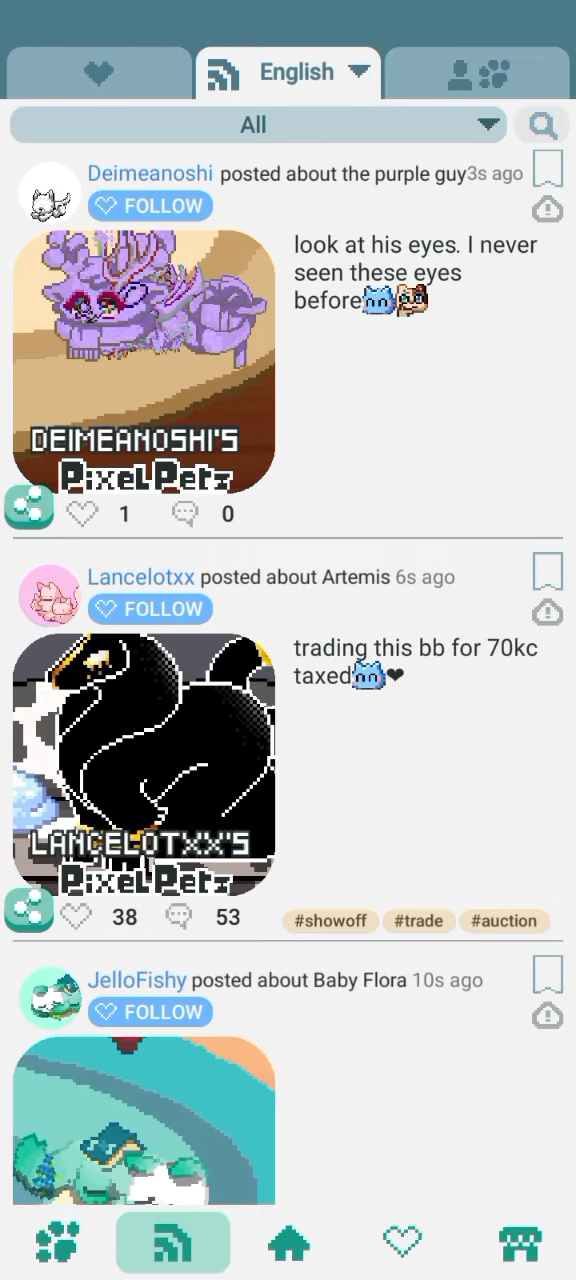 English
All
Deimeanoshi posted about the purple guy 3s ago
FOLLOW
look at his eyes. I never
seen these eyes
before
DEIMEANOSHI'S
Pixel Petz
1
0
Lancelotxx posted about Artemis 6s ago
FOLLOW
trading this bb for 70kc
taxed
LANCELOTXX'S
Pixel Petz
38
53
#showoff
#trade
#auction
JelloFishy posted about Baby Flora 10s ago
FOLLOW